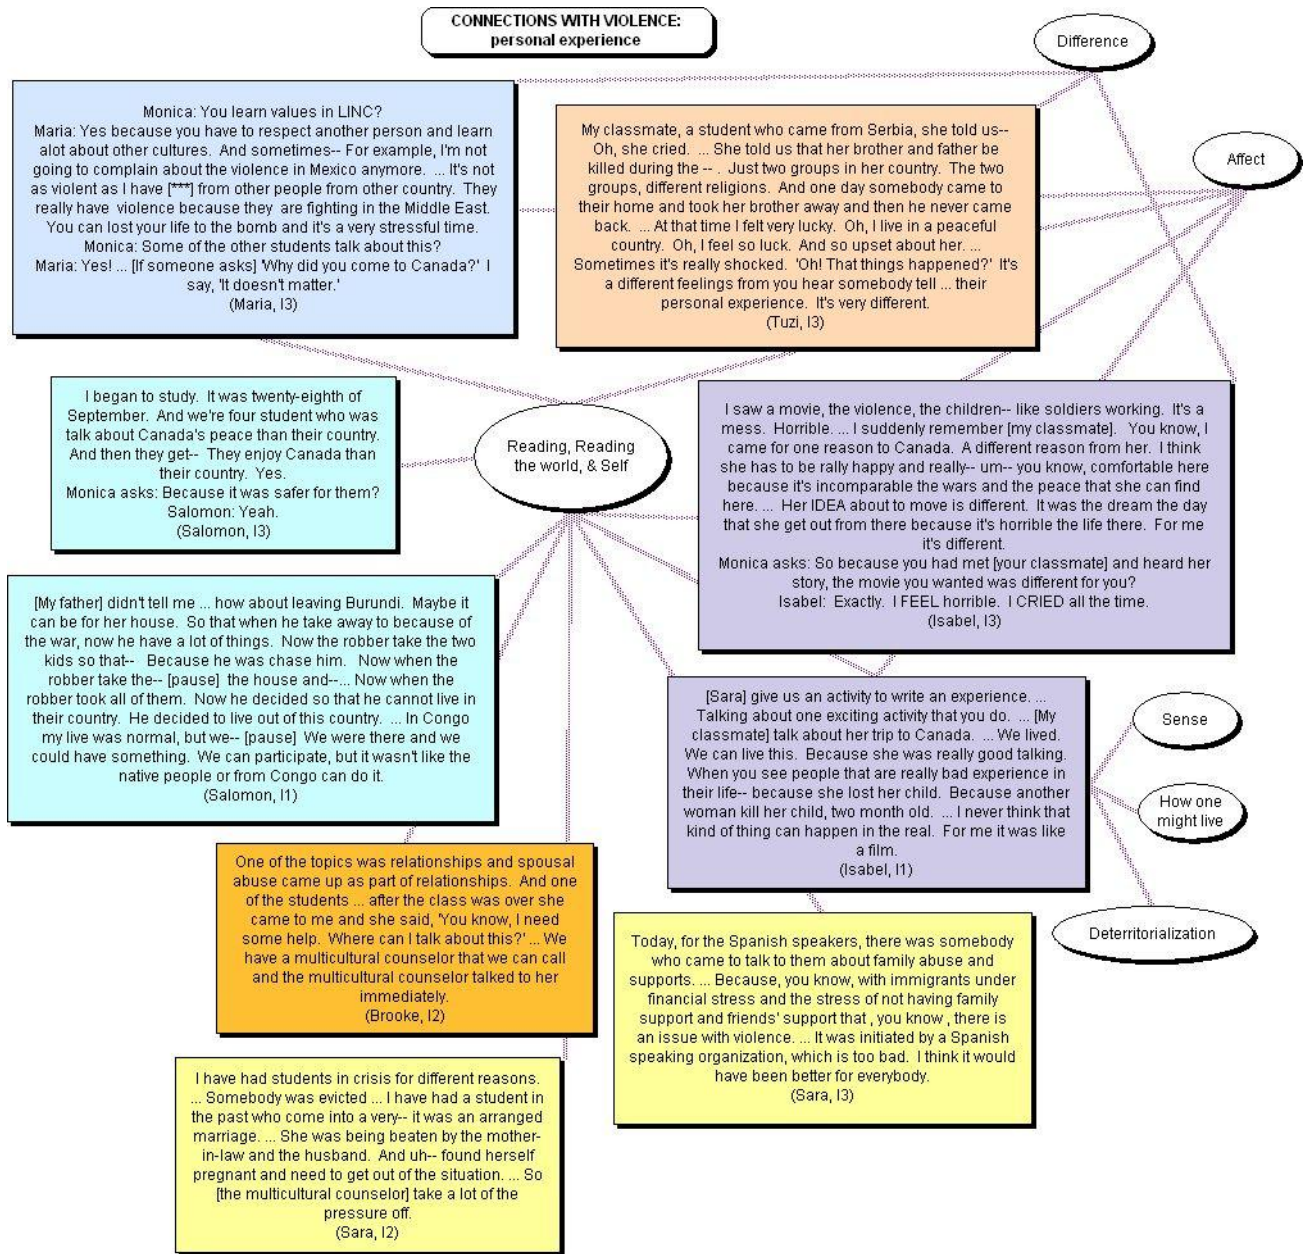 CONNECTIONS WITH VIOLENCE:
personal experience
Difference
Affect
Monica: You learn values in LINC?
Maria: Yes because you have to respect another person and learn
alot about other cultures. And sometimes-- For example, I'm not
going to complain about the violence in Mexico anymore. ... It's not
as violent as I have [***] from other people from other country. They
really have violence because they are fighting in the Middle East.
You can lost your life to the bomb and it's a very stressful time.
Monica: Some of the other students talk about this?
Maria: Yes! ... [If someone asks] 'Why did you come to Canada?' I
say, 'It doesn't matter.'
(Maria, I3)
My classmate, a student who came from Serbia, she told us--
Oh, she cried. ... She told us that her brother and father be
killed during the -- . Just two groups in her country. The two
groups, different religions. And one day somebody came to
their home and took her brother away and then he never came
back. ... At that time I felt very lucky. Oh, I live in a peaceful
country. Oh, I feel so luck. And so upset about her. ...
Sometimes it's really shocked. 'Oh! That things happened?' It's
a different feelings from you hear somebody tell ... their
personal experience. It's very different.
(Tuzi, I3)
I began to study. It was twenty-eighth of
September. And we're four student who was
talk about Canada's peace than their country.
And then they get-- They enjoy Canada than
their country. Yes.
Monica asks: Because it was safer for them?
Salomon: Yeah.
(Salomon, I3)
Reading, Reading
the world, & Self
I saw a movie, the violence, the children-- like soldiers working. It's a
mess. Horrible. ... I suddenly remember [my classmate]. You know, I
came for one reason to Canada. A different reason from her. I think
she has to be rally happy and really-- um-- you know, comfortable here
because it's incomparable the wars and the peace that she can find
here. ... Her IDEA about to move is different. It was the dream the day
that she get out from there because it's horrible the life there. For me
it's different.
Monica asks: So because you had met [your classmate] and heard her
story, the movie you wanted was different for you?
Isabel: Exactly. I FEEL horrible. I CRIED all the time.
(Isabel, I3)
[My father] didn't tell me ... how about leaving Burundi. Maybe it
can be for her house. So that when he take away to because of
the war, now he have a lot of things. Now the robber take the two
kids so that-- Because he was chase him. Now when the
robber take the-- [pause] the house and--... Now when the
robber took all of them. Now he decided so that he cannot live in
their country. He decided to live out of this country. ... In Congo
my live was normal, but we-- [pause] We were there and we
could have something. We can participate, but it wasn't like the
native people or from Congo can do it.
(Salomon, I1)
[Sara] give us an activity to write an experience. ...
Talking about one exciting activity that you do. ... [My
classmate] talk about her trip to Canada. ... We lived.
We can live this. Because she was really good talking.
When you see people that are really bad experience in
their life-- because she lost her child. Because another
woman kill her child, two month old. ... I never think that
kind of thing can happen in the real. For me it was like
a film.
(Isabel, I1)
Sense
How one
might live
Deterritorialization
One of the topics was relationships and spousal
abuse came up as part of relationships. And one
of the students ... after the class was over she
came to me and she said, 'You know, I need
some help. Where can I talk about this?' ... We
have a multicultural counselor that we can call
and the multicultural counselor talked to her
immediately.
(Brooke, I2)
Today, for the Spanish speakers, there was somebody
who came to talk to them about family abuse and
supports. ... Because, you know, with immigrants under
financial stress and the stress of not having family
support and friends' support that , you know , there is
an issue with violence. ... It was initiated by a Spanish
speaking organization, which is too bad. I think it would
have been better for everybody.
(Sara, I3)
I have had students in crisis for different reasons.
... Somebody was evicted ... I have had a student in
the past who come into a very-- it was an arranged
marriage. ... She was being beaten by the mother-
in-law and the husband. And uh-- found herself
pregnant and need to get out of the situation. ... So
[the multicultural counselor] take a lot of the
pressure off.
(Sara, I2)